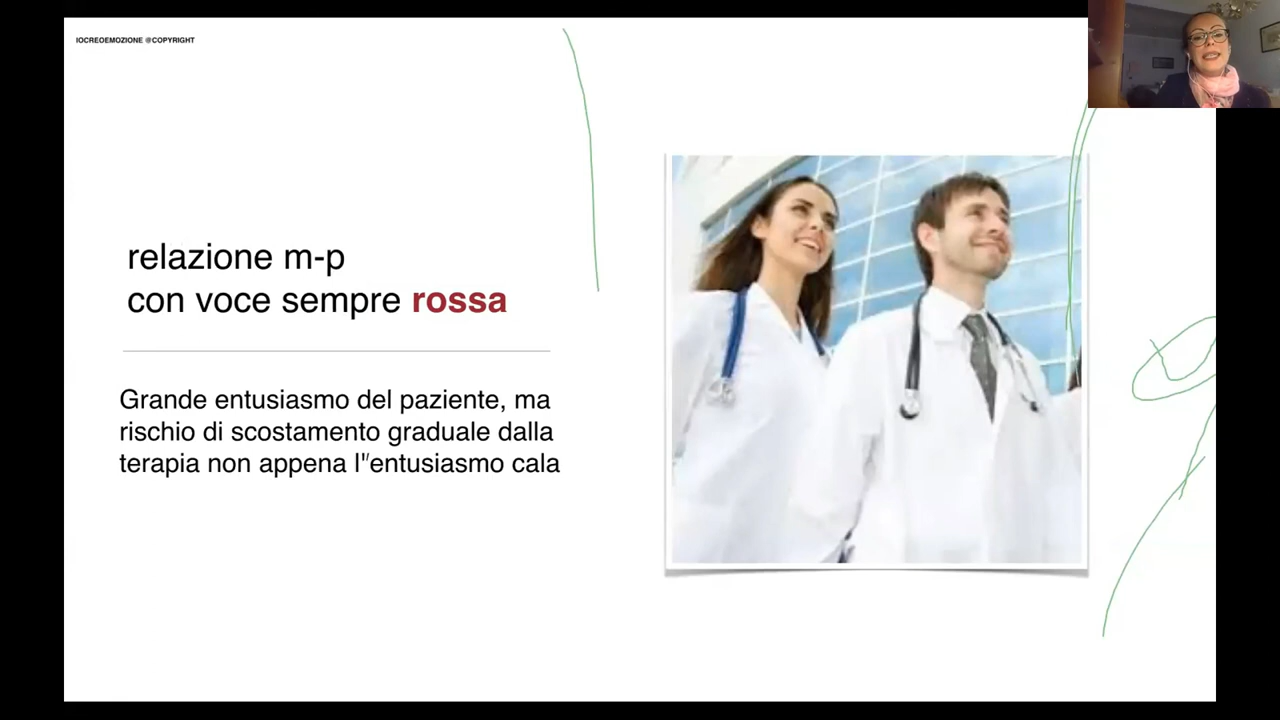 IOCREOEMOZIONE @COPYRIGHT
relazione m-p
con voce sempre rossa
Grande entusiasmo del paziente, ma
rischio di scostamento graduale dalla
terapia non appena l"entusiasmo cala